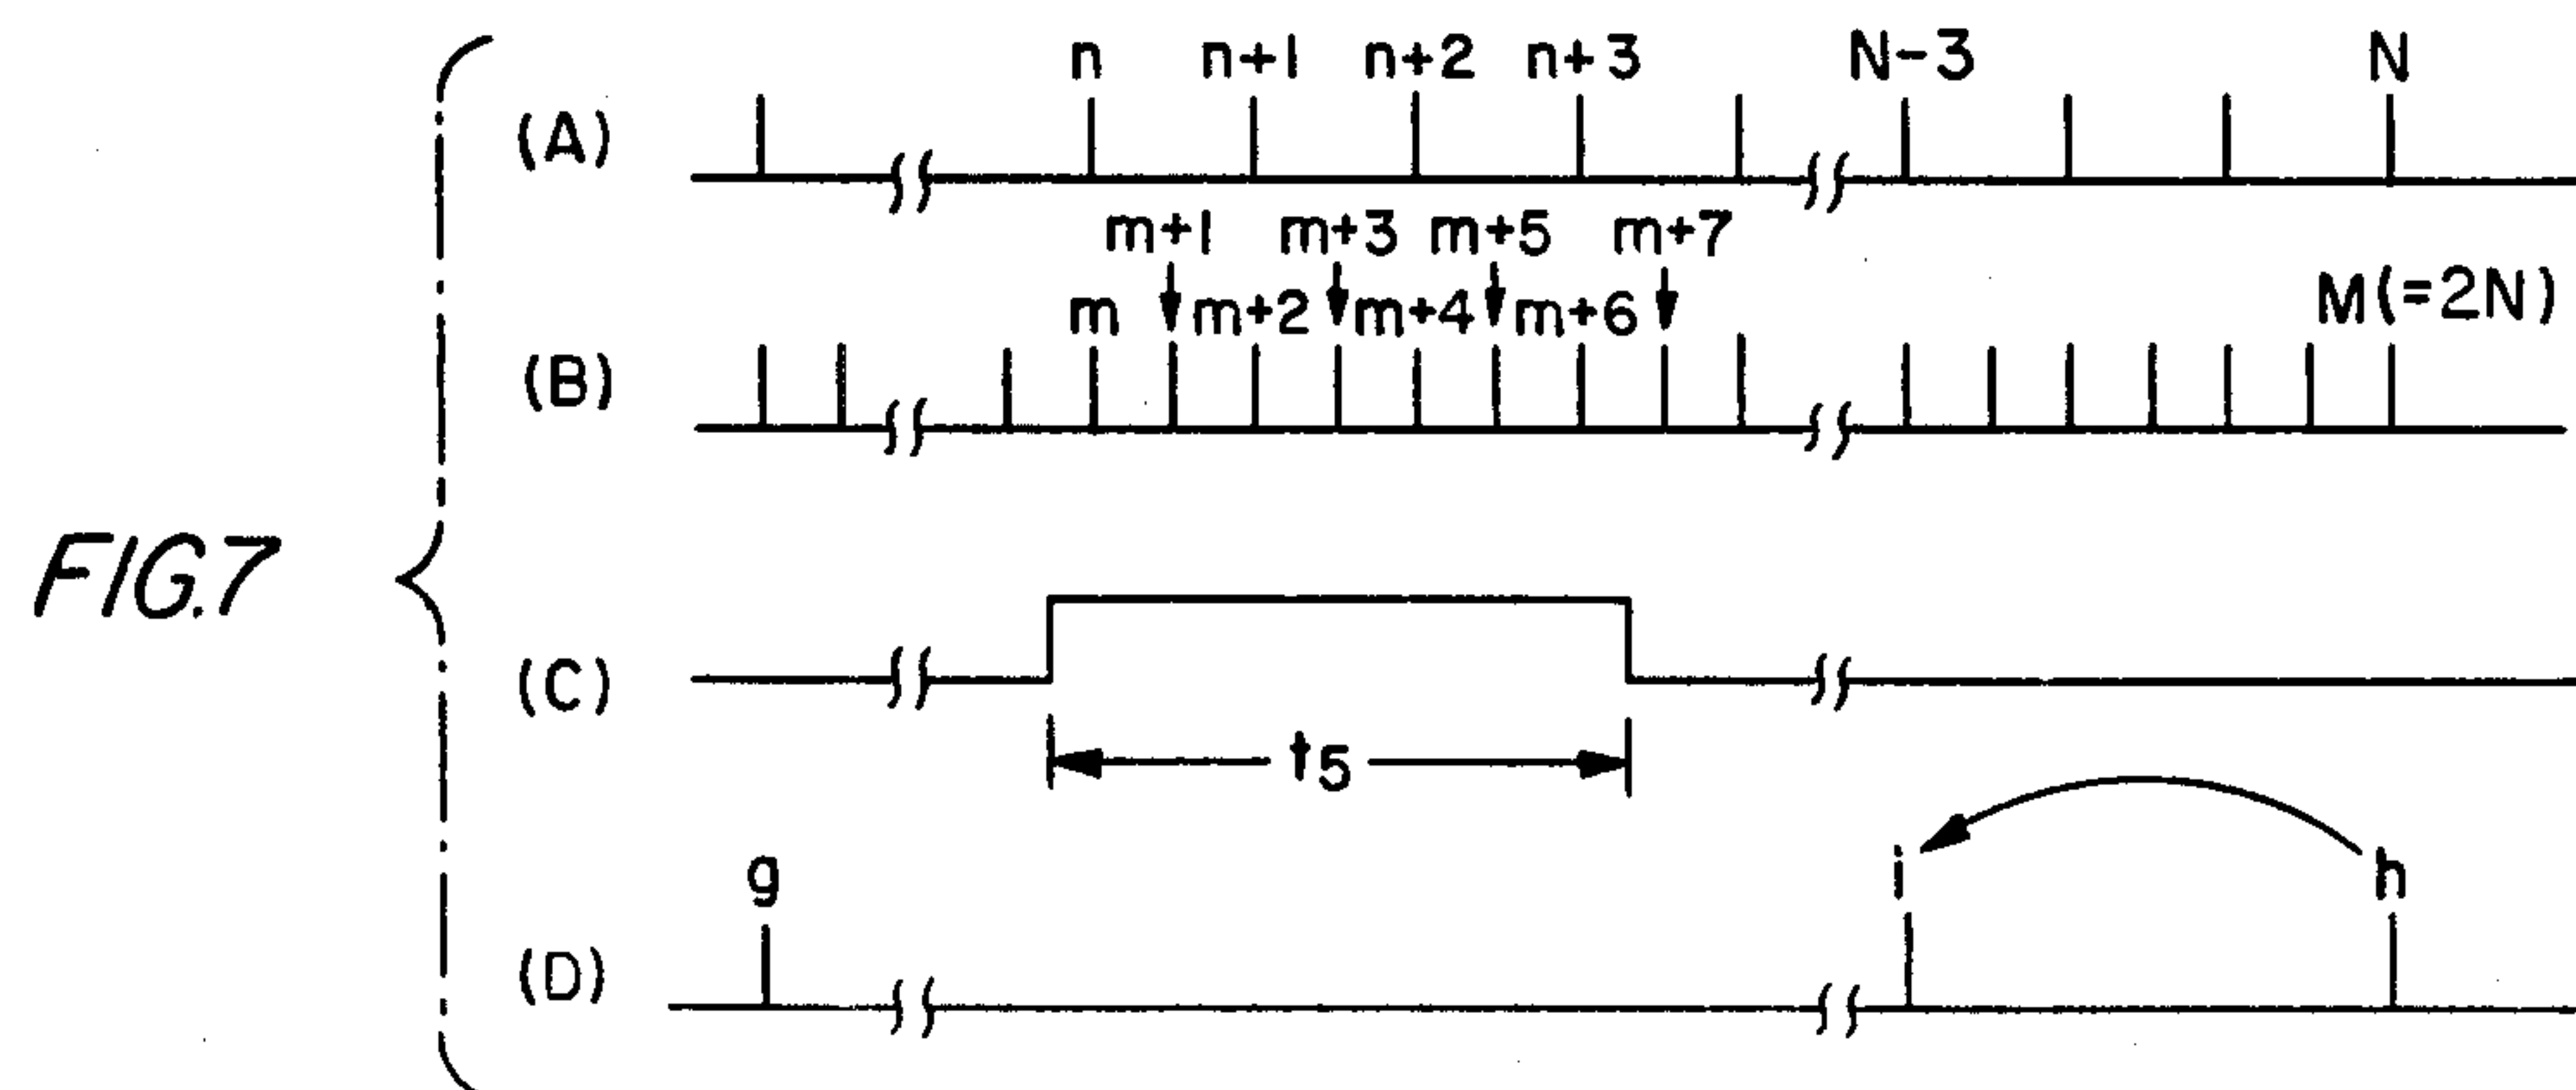 n n+1 n+2 n+3 N-3 N
(A)
m+1 m+3 m+5 m+7
m m+2 m+4 m+6 M(=2N)
(B)
FIG.7
(C)
t5
g i h
(D)